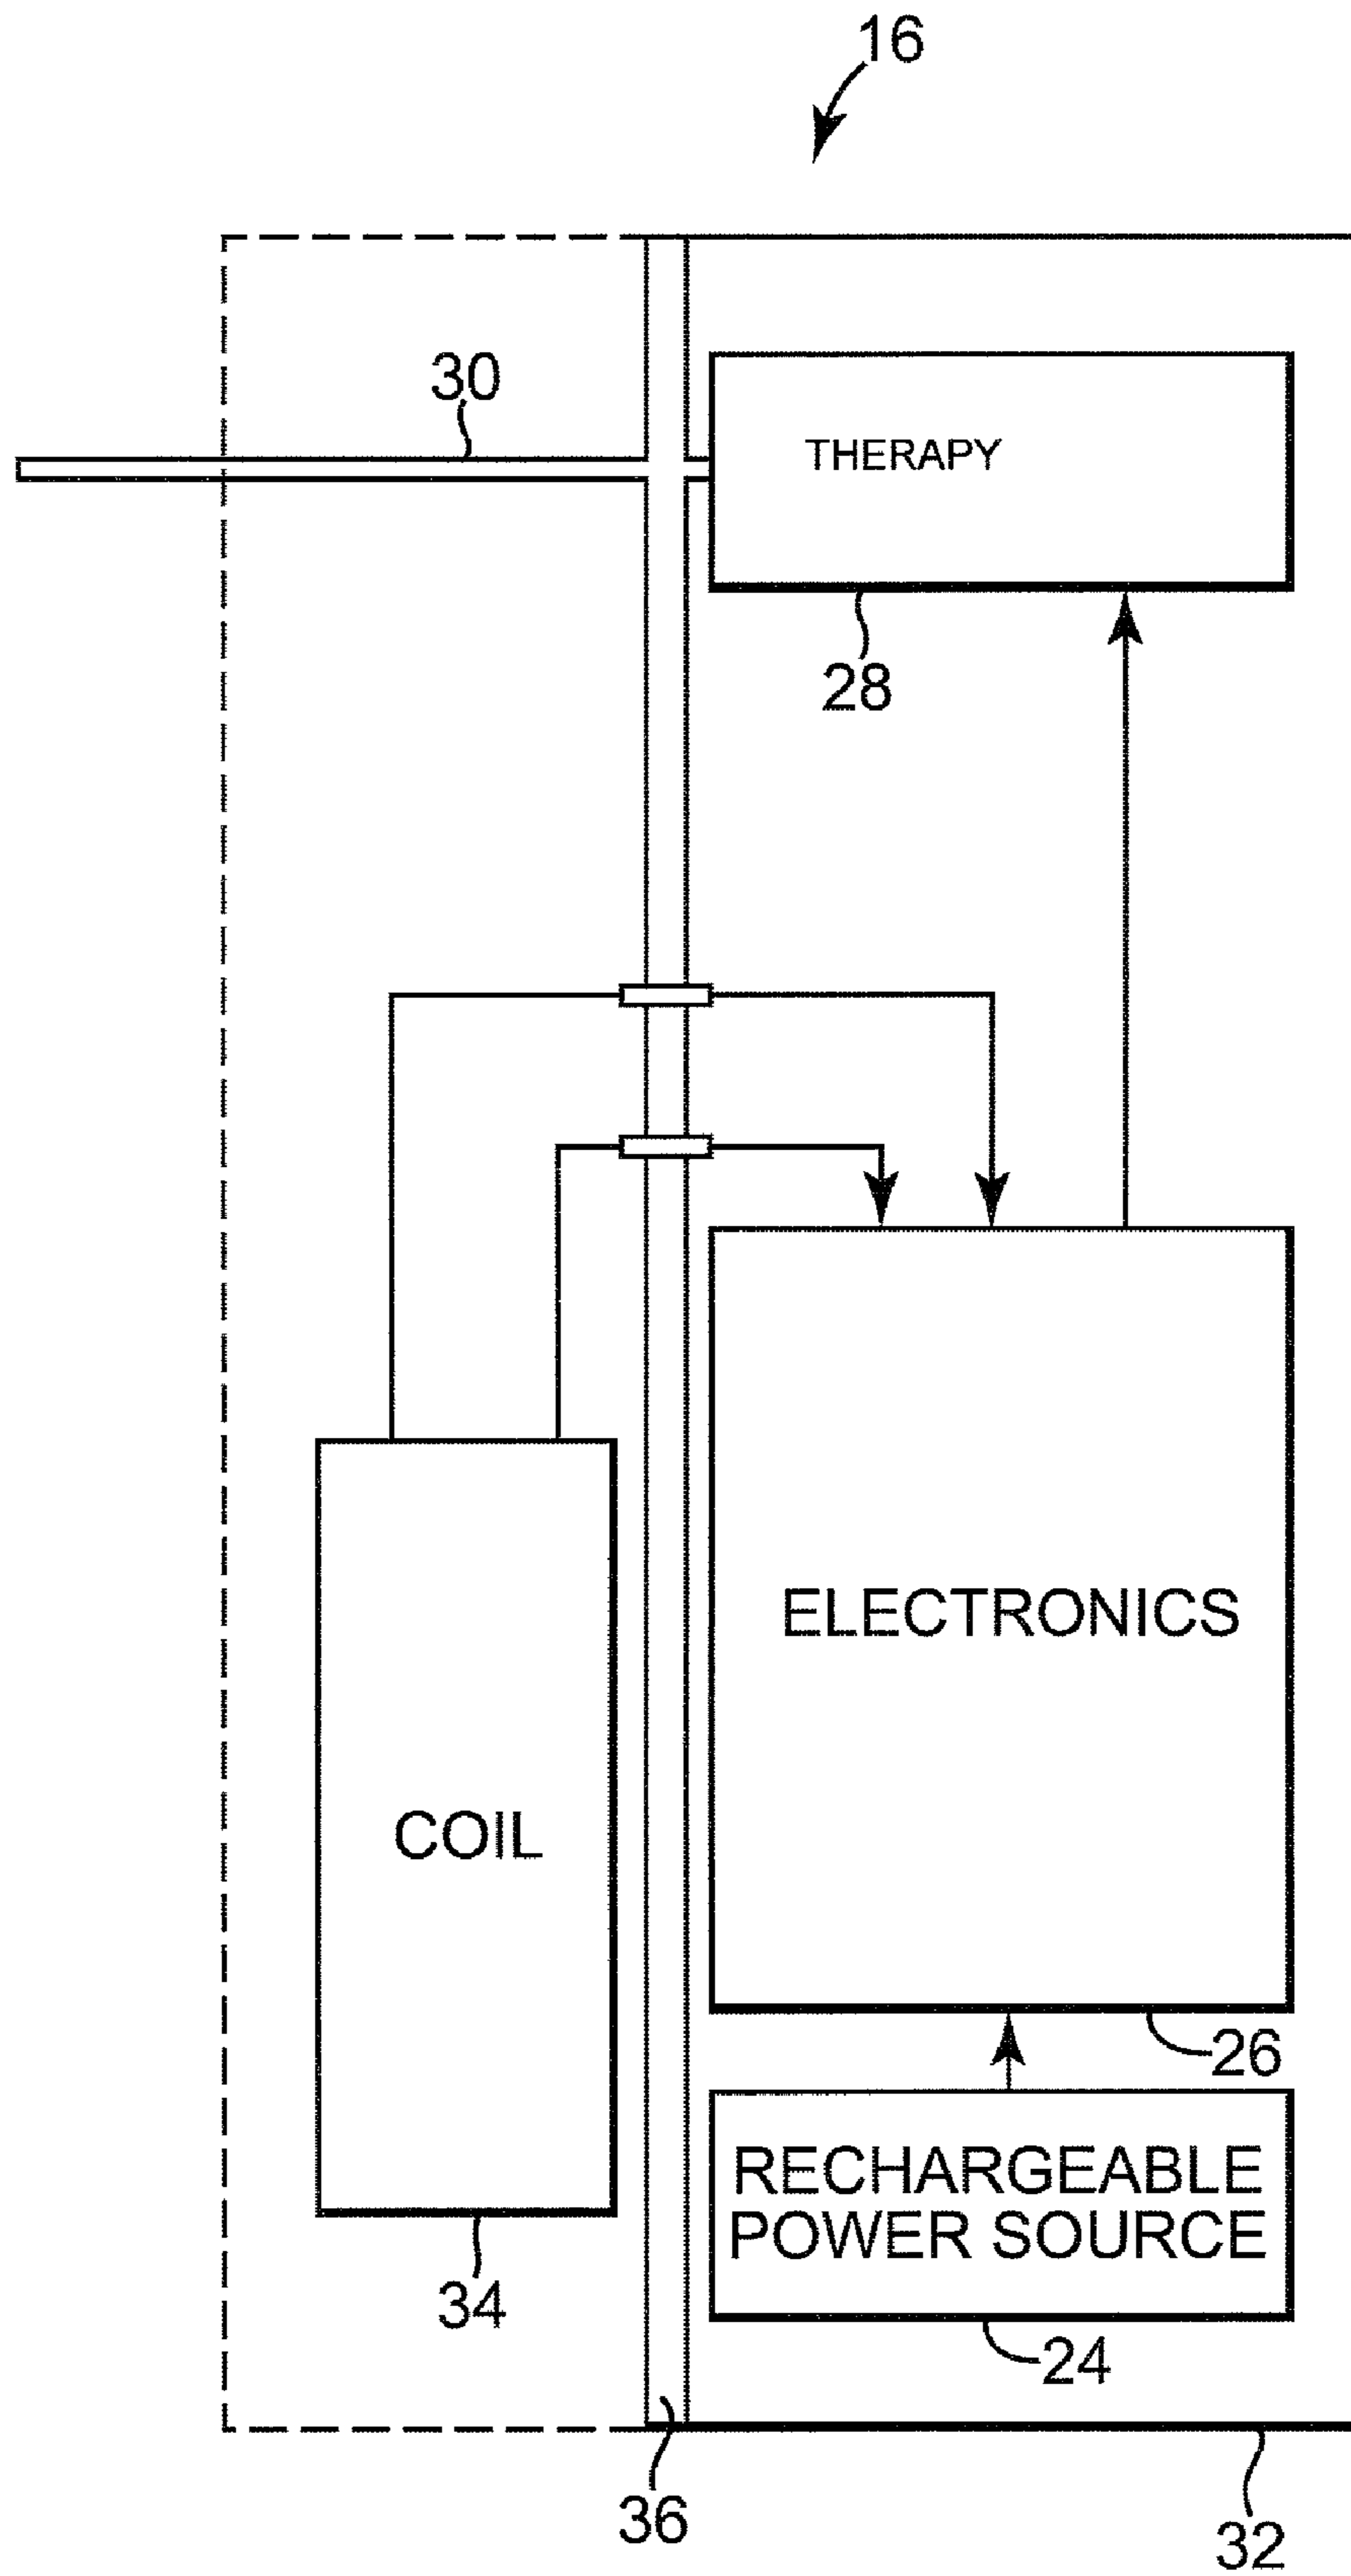 16
30
THERAPY
28
ELECTRONICS
COIL
26
RECHARGEABLE
POWER SOURCE
34
24
36
32